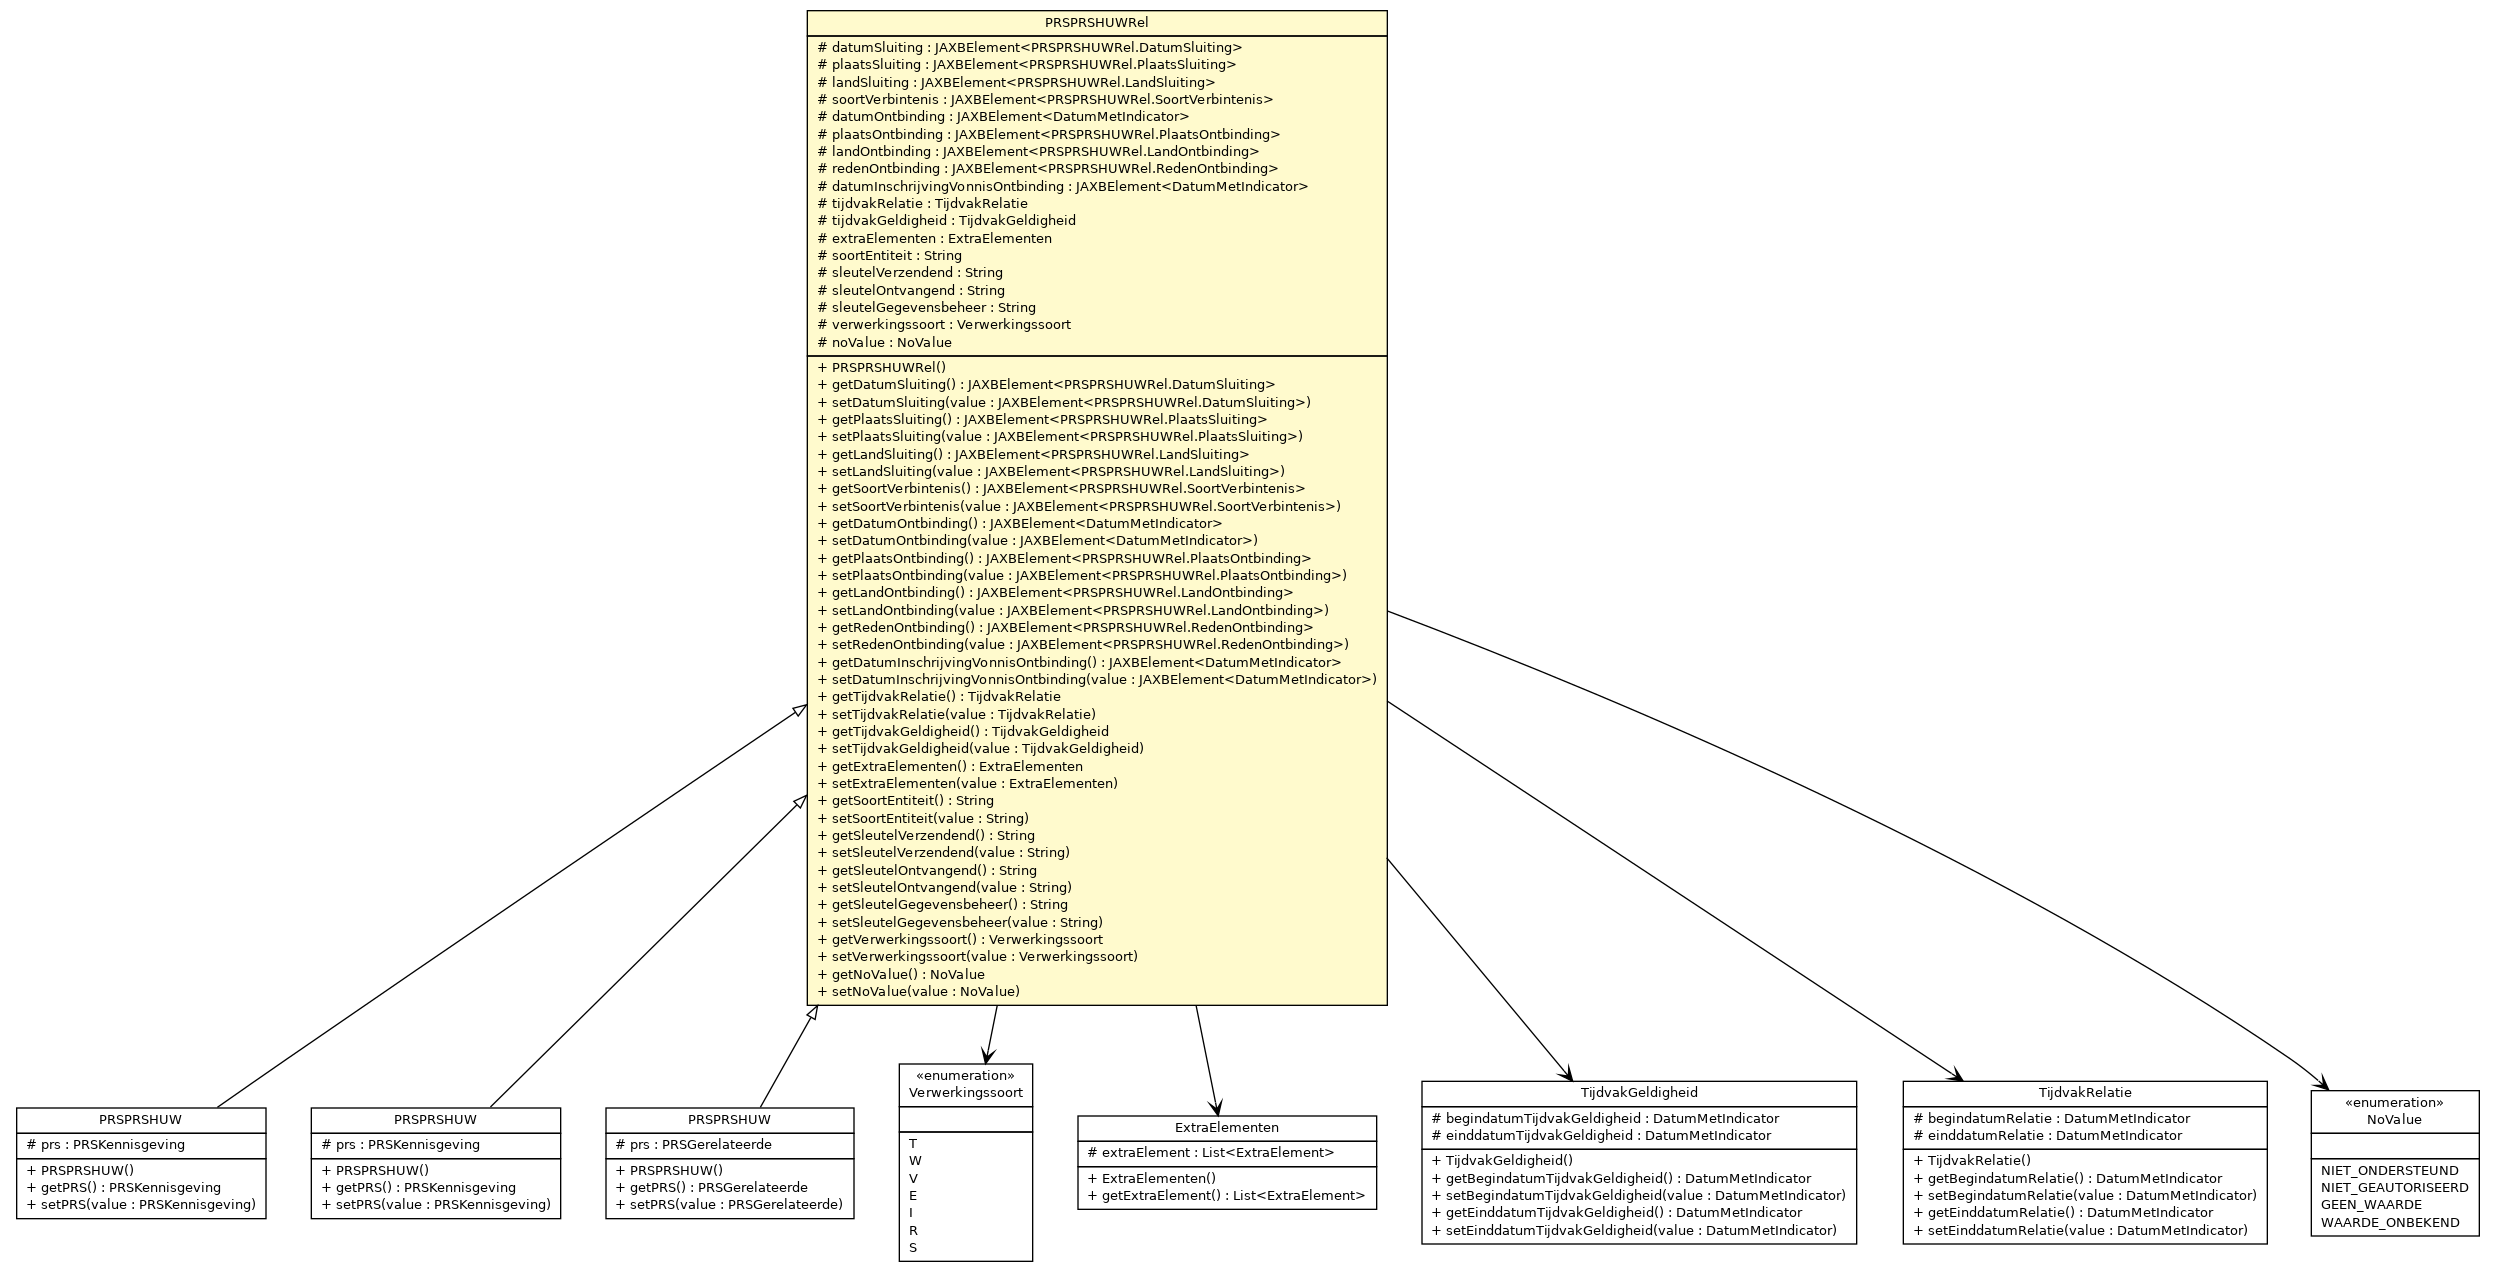 PRSPRSHUWRel
# datumSluiting : JAXBElement<PRSPRSHUWRel.DatumSluiting>
# plaatsSluiting : JAXBElement<PRSPRSHUWRel.PlaatsSluiting>
# landSluiting : JAXBElement<PRSPRSHUWRel.LandSluiting>
# soortVerbintenis : JAXBElement<PRSPRSHUWRel.SoortVerbintenis>
# datumOntbinding : JAXBElement<DatumMetIndicator>
# plaatsOntbinding : JAXBElement<PRSPRSHUWRel.PlaatsOntbinding>
# landOntbinding : JAXBElement<PRSPRSHUWRel.LandOntbinding>
# redenOntbinding : JAXBElement<PRSPRSHUWRel.RedenOntbinding>
# datumInschrijvingVonnisOntbinding : JAXBElement<DatumMetIndicator>
# tijdvakRelatie : TijdvakRelatie
# tijdvakGeldigheid : TijdvakGeldigheid
# extraElementen : ExtraElementen
# soortEntiteit : String
# sleutelVerzendend : String
# sleutelOntvangend : String
# sleutelGegevensbeheer : String
# verwerkingssoort : Verwerkingssoort
# noValue : NoValue
+ PRSPRSHUWRel()
+ getDatumSluiting() : JAXBElement<PRSPRSHUWRel.DatumSluiting>
+ setDatumSluiting(value : JAXBElement<PRSPRSHUWRel.DatumSluiting>)
+ getPlaatsSluiting() : JAXBElement<PRSPRSHUWRel.PlaatsSluiting>
+ setPlaatsSluiting(value : JAXBElement<PRSPRSHUWRel.PlaatsSluiting>)
+ getLandSluiting() : JAXBElement<PRSPRSHUWRel.LandSluiting>
+ setLandSluiting(value : JAXBElement<PRSPRSHUWRel.LandSluiting>)
+ getSoortVerbintenis() : JAXBElement<PRSPRSHUWRel.SoortVerbintenis>
+ setSoortVerbintenis(value : JAXBElement<PRSPRSHUWRel.SoortVerbintenis>)
+ getDatumOntbinding() : JAXBElement<DatumMetIndicator>
+ setDatumOntbinding(value : JAXBElement<DatumMetIndicator>)
+ getPlaatsOntbinding() : JAXBElement<PRSPRSHUWRel.PlaatsOntbinding>
+ setPlaatsOntbinding(value : JAXBElement<PRSPRSHUWRel.PlaatsOntbinding>)
+ getLandOntbinding() : JAXBElement<PRSPRSHUWRel.LandOntbinding>
+ setLandOntbinding(value : JAXBElement<PRSPRSHUWRel.LandOntbinding>)
+ getRedenOntbinding() : JAXBElement<PRSPRSHUWRel.RedenOntbinding>
+ setRedenOntbinding(value : JAXBElement<PRSPRSHUWRel.RedenOntbinding>)
+ getDatumInschrijvingVonnisOntbinding() : JAXBElement<DatumMetIndicator>
+ setDatumInschrijvingVonnisOntbinding(value : JAXBElement<DatumMetIndicator>)
+ getTijdvakRelatie() : TijdvakRelatie
+ setTijdvakRelatie(value : TijdvakRelatie)
+ getTijdvakGeldigheid() : TijdvakGeldigheid
+ setTijdvakGeldigheid(value : TijdvakGeldigheid)
+ getExtraElementen() : ExtraElementen
+ setExtraElementen(value : ExtraElementen)
+ getSoortEntiteit() : String
+ setSoortEntiteit(value : String)
+ getSleutelVerzendend() : String
+ setSleutelVerzendend(value : String)
+ getSleutelOntvangend() : String
+ setSleutelOntvangend(value : String)
+ getSleutelGegevensbeheer() : String
+ setSleutelGegevensbeheer(value : String)
+ getVerwerkingssoort() : Verwerkingssoort
+ setVerwerkingssoort(value : Verwerkingssoort)
+ getNoValue() : NoValue
+ setNoValue(value : NoValue)
PRSPRSHUW
# prs : PRSKennisgeving
+ PRSPRSHUW()
+ getPRS() : PRSKennisgeving
+ setPRS(value : PRSKennisgeving)
PRSPRSHUW
# prs : PRSKennisgeving
+ PRSPRSHUW()
+ getPRS() : PRSKennisgeving
+ setPRS(value : PRSKennisgeving)
PRSPRSHUW
# prs : PRSGerelateerde
+ PRSPRSHUW()
+ getPRS() : PRSGerelateerde
+ setPRS(value : PRSGerelateerde)
«enumeration»
Verwerkingssoort
T
W
V
E
I
R
S
ExtraElementen
# extraElement : List<ExtraElement>
+ ExtraElementen()
+ getExtraElement() : List<ExtraElement>
TijdvakGeldigheid
# begindatumTijdvakGeldigheid : DatumMetIndicator
# einddatumTijdvakGeldigheid : DatumMetIndicator
+ TijdvakGeldigheid()
+ getBegindatumTijdvakGeldigheid() : DatumMetIndicator
+ setBegindatumTijdvakGeldigheid(value : DatumMetIndicator)
+ getEinddatumTijdvakGeldigheid() : DatumMetIndicator
+ setEinddatumTijdvakGeldigheid(value : DatumMetIndicator)
TijdvakRelatie
# begindatumRelatie : DatumMetIndicator
# einddatumRelatie : DatumMetIndicator
+ TijdvakRelatie()
+ getBegindatumRelatie() : DatumMetIndicator
+ setBegindatumRelatie(value : DatumMetIndicator)
+ getEinddatumRelatie() : DatumMetIndicator
+ setEinddatumRelatie(value : DatumMetIndicator)
«enumeration»
NoValue
NIET_ONDERSTEUND
NIET_GEAUTORISEERD
GEEN_WAARDE
WAARDE_ONBEKEND